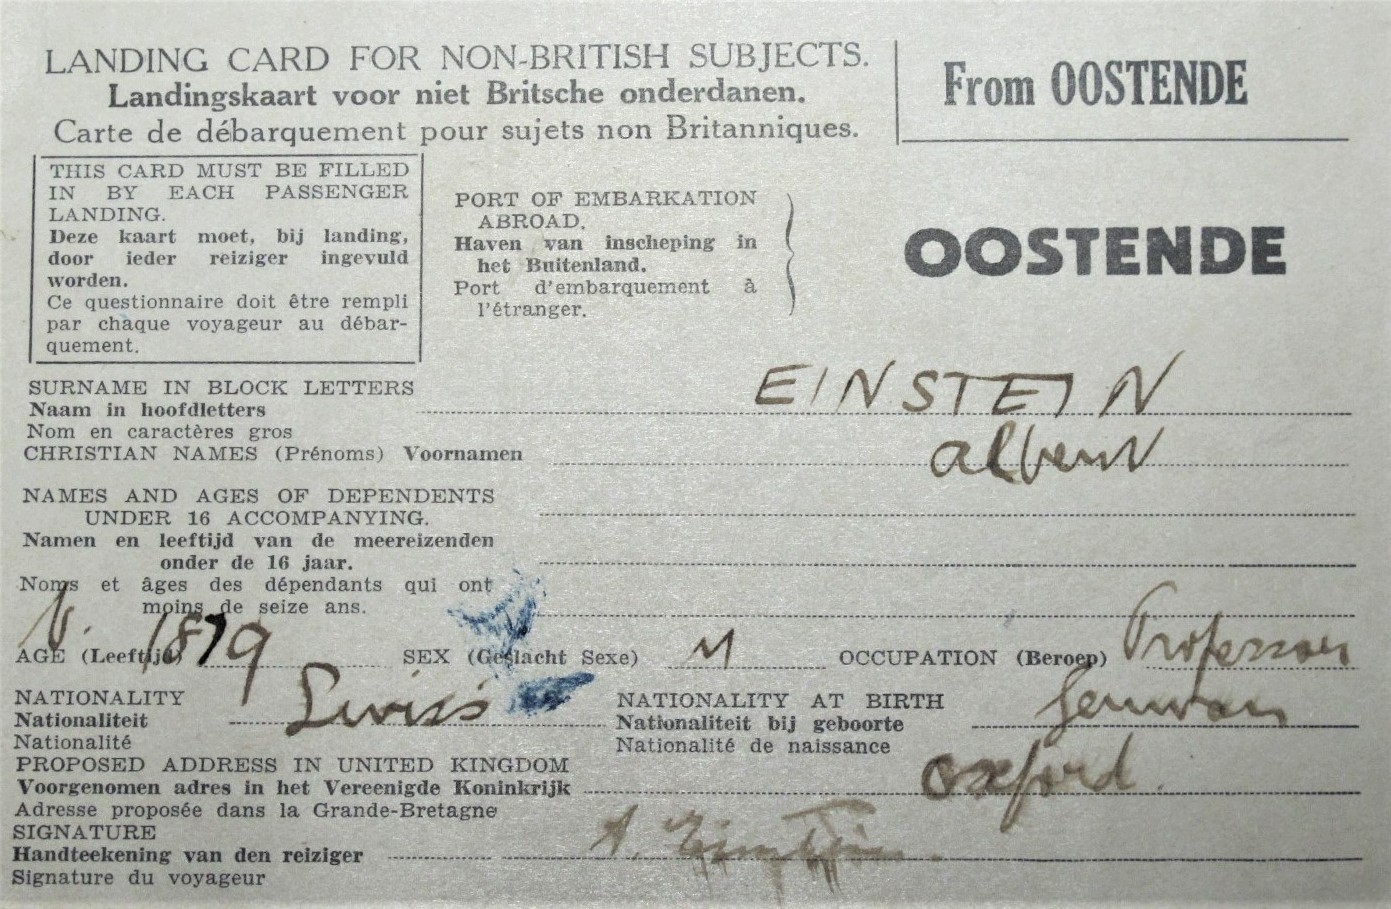 LANDING CARD FOR NON-BRITISH SUBJECTS.
Landingskaart voor niet Britsche onderdanen.
Carte de débarquement pour sujets non Britanniques.
From OOSTENDE
THIS CARD MUST BE FILLED
IN BY EACH PASSENGER
LANDING.
Deze kaart moet, bij landing,
door ieder reiziger ingevuld
worden.
Ce questionnaire doit être rempli
par chaque voyageur au débar-
quement.
PORT OF EMBARKATION
ABROAD.
Haven van inscheping in
het Buitenland.
Port d'embarquement à
l'étranger.
OOSTENDE
SURNAME IN BLOCK LETTERS
Naam in hoofdletters
Nom en caractères gros
EINSTEIN
CHRISTIAN NAMES (Prénoms) Voornamen
Albert
NAMES AND AGES OF DEPENDENTS
UNDER 16 ACCOMPANYING.
Namen en leeftijd van de meereizenden
onder de 16 jaar.
Noms et âges des dépendants qui ont
moins de seize ans.
AGE (Leeftijd) 1879 SEX (Geslacht Sexe) M OCCUPATION (Beroep) Professor
NATIONALITY
Nationaliteit
Nationalité
Swiss
NATIONALITY AT BIRTH
Nationaliteit bij geboorte
Nationalité de naissance
German
PROPOSED ADDRESS IN UNITED KINGDOM
Voorgenomen adres in het Vereenigde Koninkrijk
Adresse proposée dans la Grande-Bretagne
Oxford.
SIGNATURE
Handteekening van den reiziger
Signature du voyageur
A. Einstein.